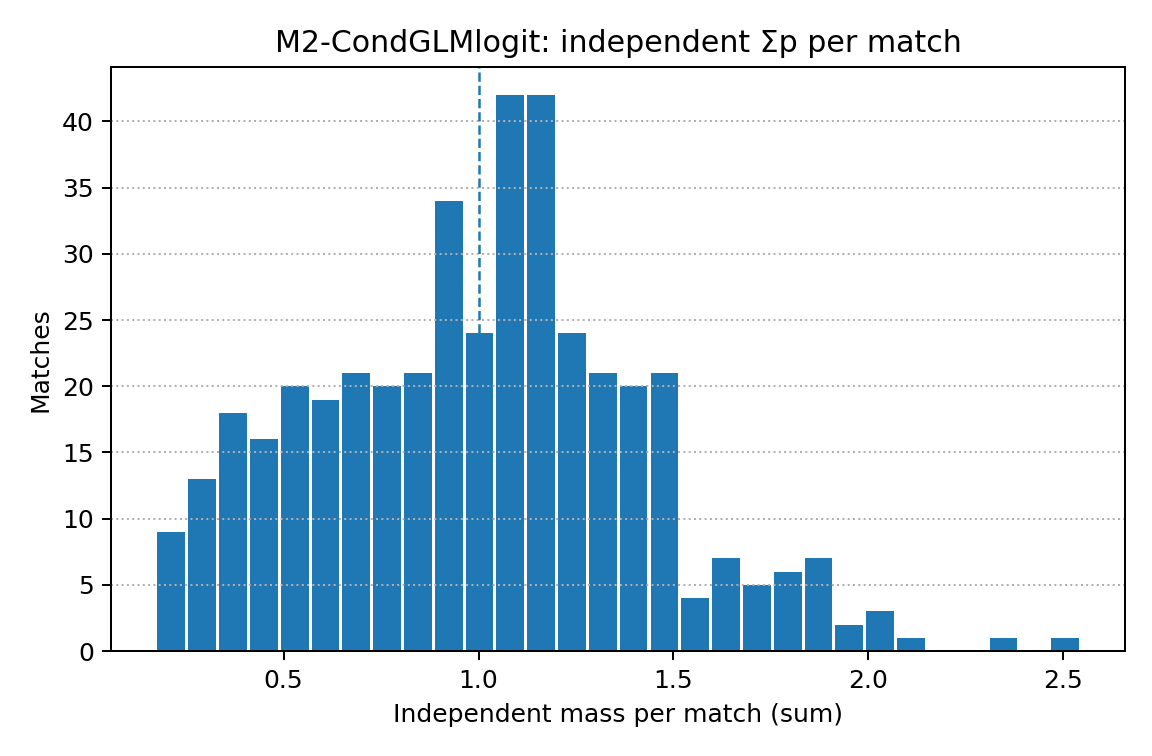 M2-CondGLMlogit: independent Σp per match
Matches
40
35
30
25
20
15
10
5
0
0.5 1.0 1.5 2.0 2.5
Independent mass per match (sum)